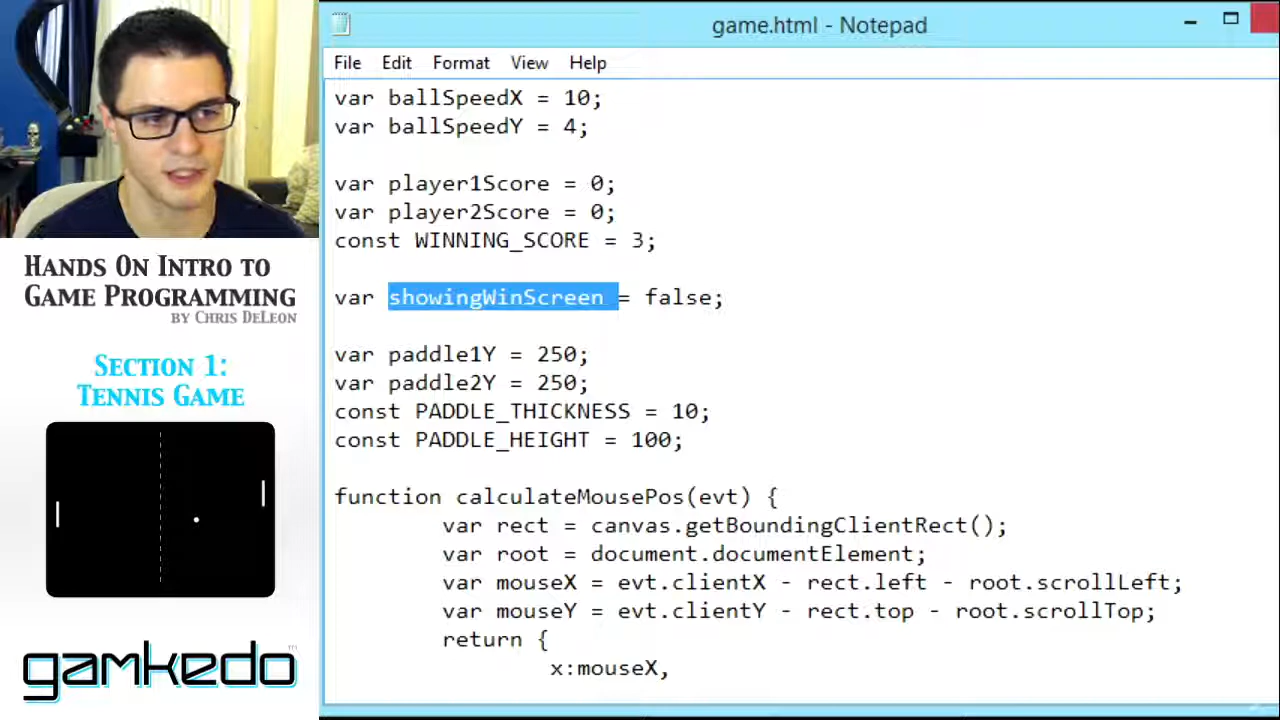 game.html - Notepad
File Edit Format View Help
var ballSpeedX = 10;
var ballSpeedY = 4;
var player1Score = 0;
var player2Score = 0;
const WINNING_SCORE = 3;
var showingWinScreen = false;
var paddle1Y = 250;
var paddle2Y = 250;
const PADDLE_THICKNESS = 10;
const PADDLE_HEIGHT = 100;
function calculateMousePos(evt) {
var rect = canvas.getBoundingClientRect();
var root = document.documentElement;
var mouseX = evt.clientX - rect.left - root.scrollLeft;
var mouseY = evt.clientY - rect.top - root.scrollTop;
return {
x:mouseX,
Hands On Intro to
Game Programming
by Chris DeLeon
Section 1:
Tennis Game
gamkedo™